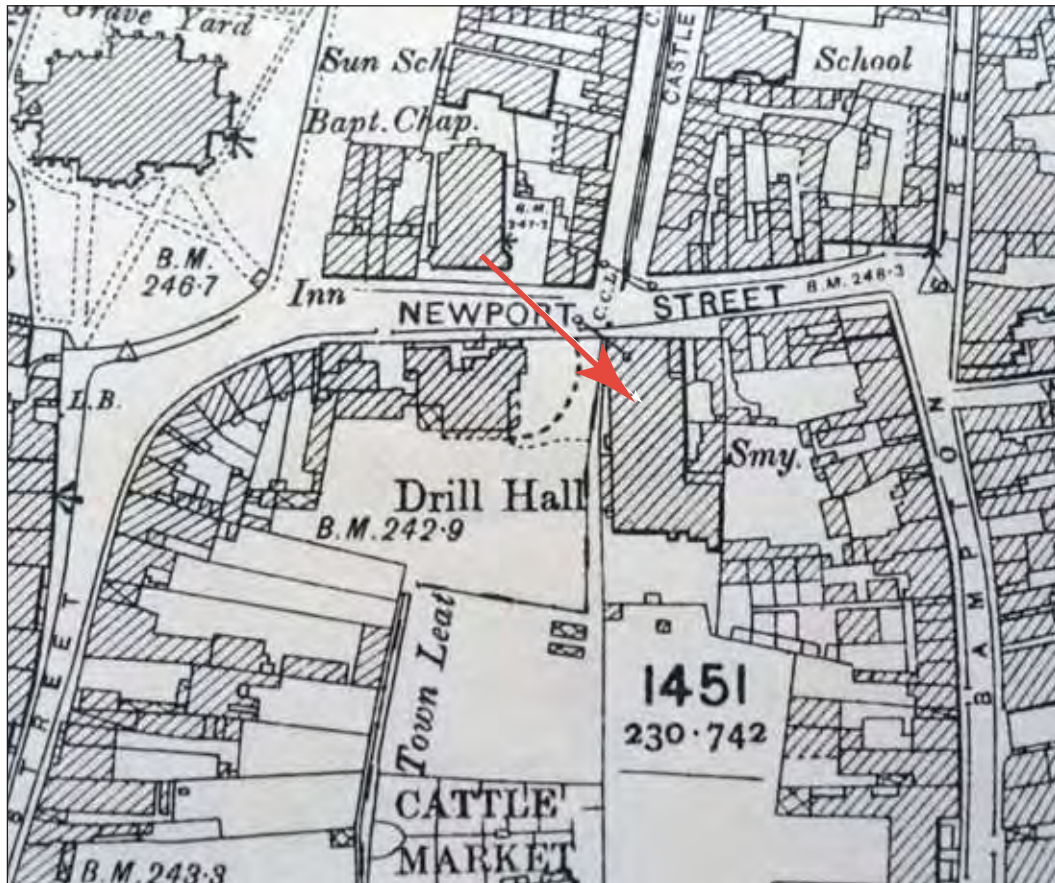 Grave Yard
Sun Sch.
Bapt. Chap.
School
CASTLE
B.M.
246·7
B.M.
247·2
Inn
NEWPORT STREET
C.C.L.
B.M. 248·3
L.B.
Drill Hall
B.M. 242·9
Smy.
BAMPTON
STREET
Town Leat
1451
230·742
CATTLE
MARKET
B.M. 243·3